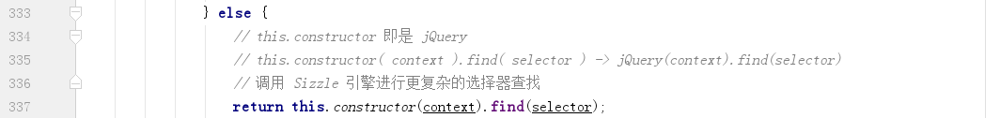 333 } else {
334 // this.constructor 即是 jQuery
335 // this.constructor( context ).find( selector ) -> jQuery(context).find(selector)
336 // 调用 Sizzle 引擎进行更复杂的选择器查找
337 return this.constructor(context).find(selector);